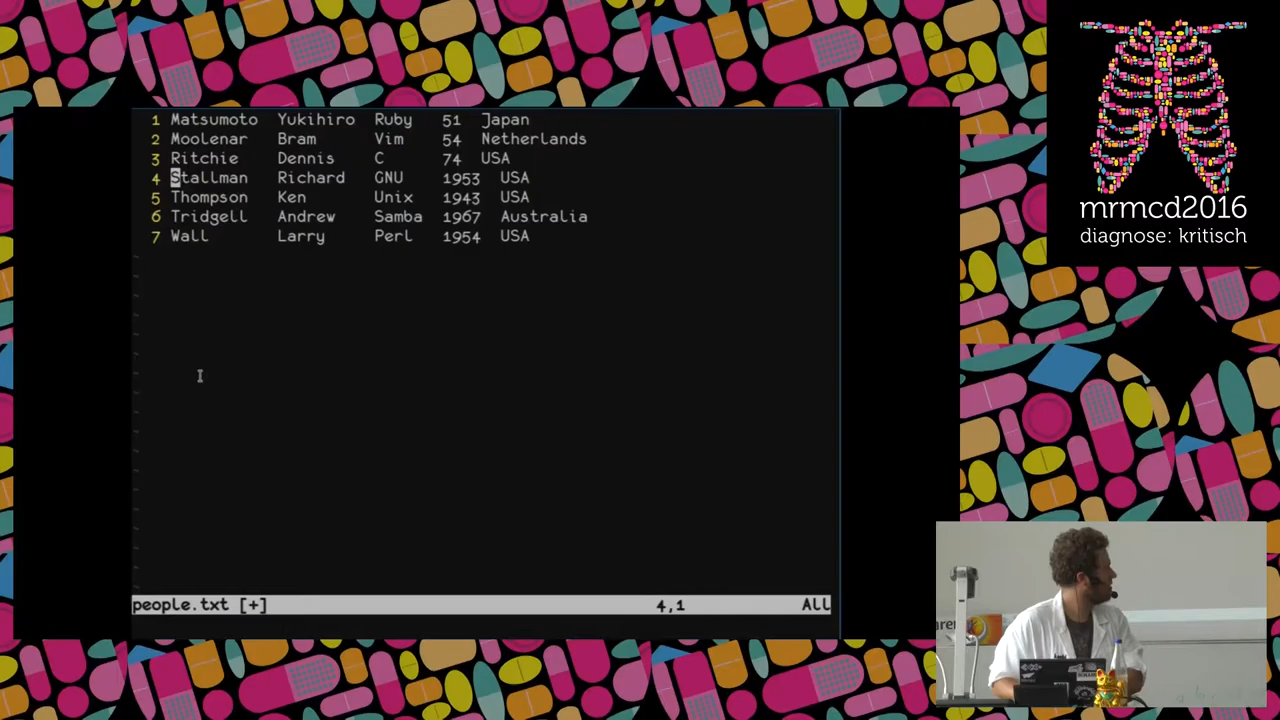 1 Matsumoto Yukihiro Ruby 51 Japan
2 Moolenar Bram Vim 54 Netherlands
3 Ritchie Dennis C 74 USA
4 Stallman Richard GNU 1953 USA
5 Thompson Ken Unix 1943 USA
6 Tridgell Andrew Samba 1967 Australia
7 Wall Larry Perl 1954 USA
people.txt [+] 4,1 All
mrmcd2016
diagnose: kritisch